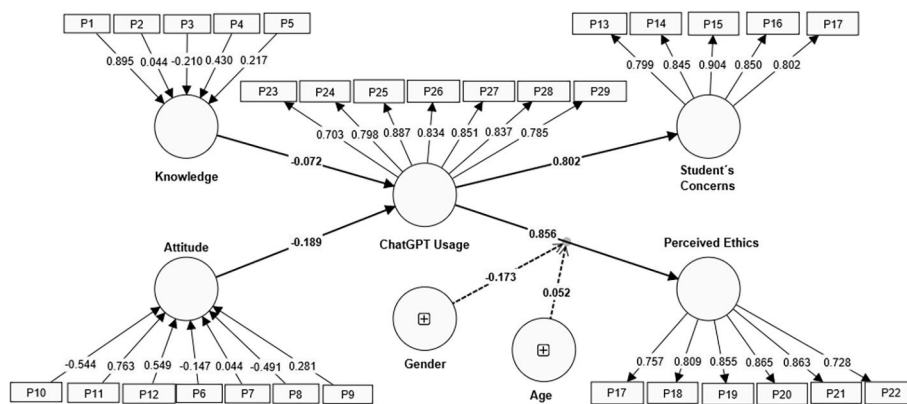 P1 P2 P3 P4 P5
P13 P14 P15 P16 P17
0.895 0.044 -0.210 0.430 0.217
0.799 0.845 0.904 0.850 0.802
P23 P24 P25 P26 P27 P28 P29
0.703 0.798 0.887 0.834 0.851 0.837 0.785
Knowledge
-0.072
0.802
Student´s
Concerns
ChatGPT Usage
Attitude
-0.189
0.856
Perceived Ethics
-0.173
0.052
Gender
Age
-0.544 0.763 0.549 -0.147 0.044 -0.491 0.281
0.757 0.809 0.855 0.865 0.863 0.728
P10 P11 P12 P6 P7 P8 P9
P17 P18 P19 P20 P21 P22